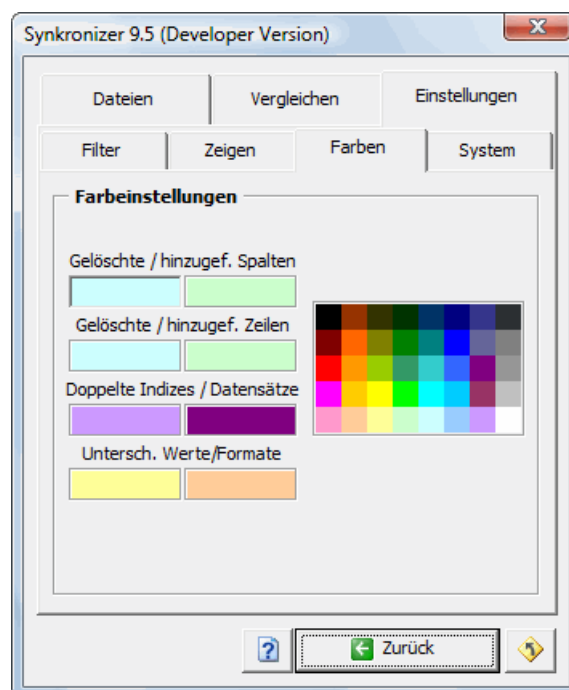 Synkronizer 9.5 (Developer Version)
Dateien Vergleichen Einstellungen
Filter Zeigen Farben System
Farbeinstellungen
Gelöschte / hinzugef. Spalten
Gelöschte / hinzugef. Zeilen
Doppelte Indizes / Datensätze
Untersch. Werte/Formate
Zurück